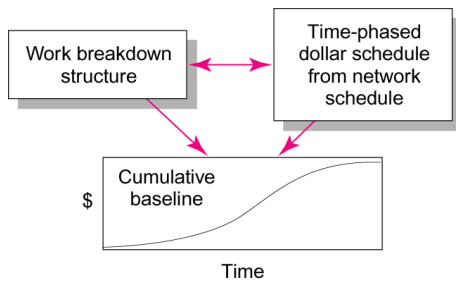 Work breakdown
structure
Time-phased
dollar schedule
from network
schedule
Cumulative
baseline
$
Time